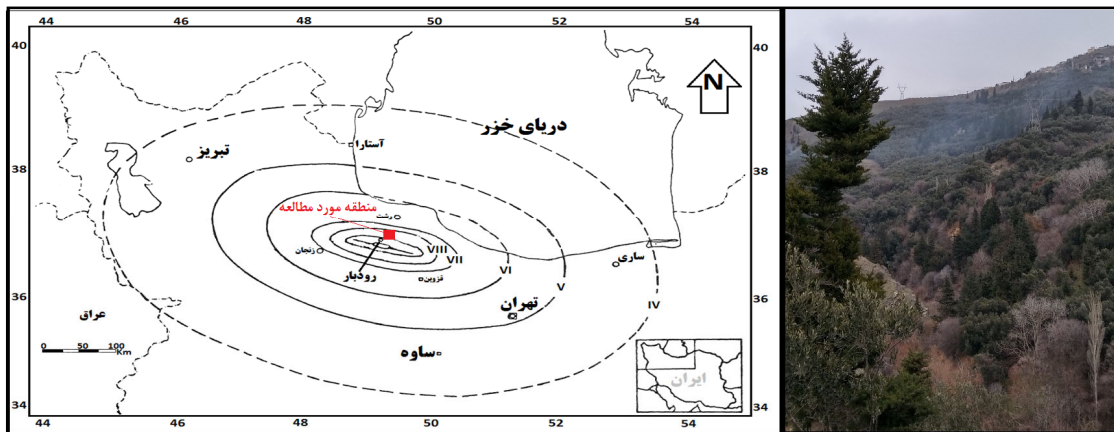 44 46 48 50 52 54
40 40
N
دریای خزر
آستارا
تبریز
38 38
منطقه مورد مطالعه
رشت
زنجان
VIII
VII
VI
V
IV
رودبار
قزوین
ساری
تهران
36 36
عراق
0 50 100
Km
ساوه
ایران
34 34
44 46 48 50 52 54